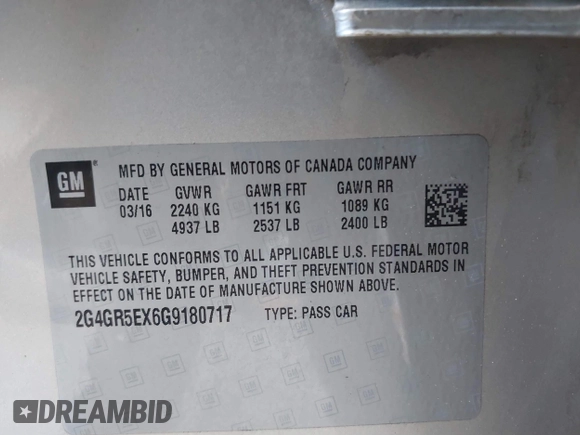 GM
MFD BY GENERAL MOTORS OF CANADA COMPANY
DATE GVWR GAWR FRT GAWR RR
03/16 2240 KG 1151 KG 1089 KG
4937 LB 2537 LB 2400 LB
THIS VEHICLE CONFORMS TO ALL APPLICABLE U.S. FEDERAL MOTOR
VEHICLE SAFETY, BUMPER, AND THEFT PREVENTION STANDARDS IN
EFFECT ON THE DATE OF MANUFACTURE SHOWN ABOVE.
2G4GR5EX6G9180717 TYPE: PASS CAR
DREAMBID